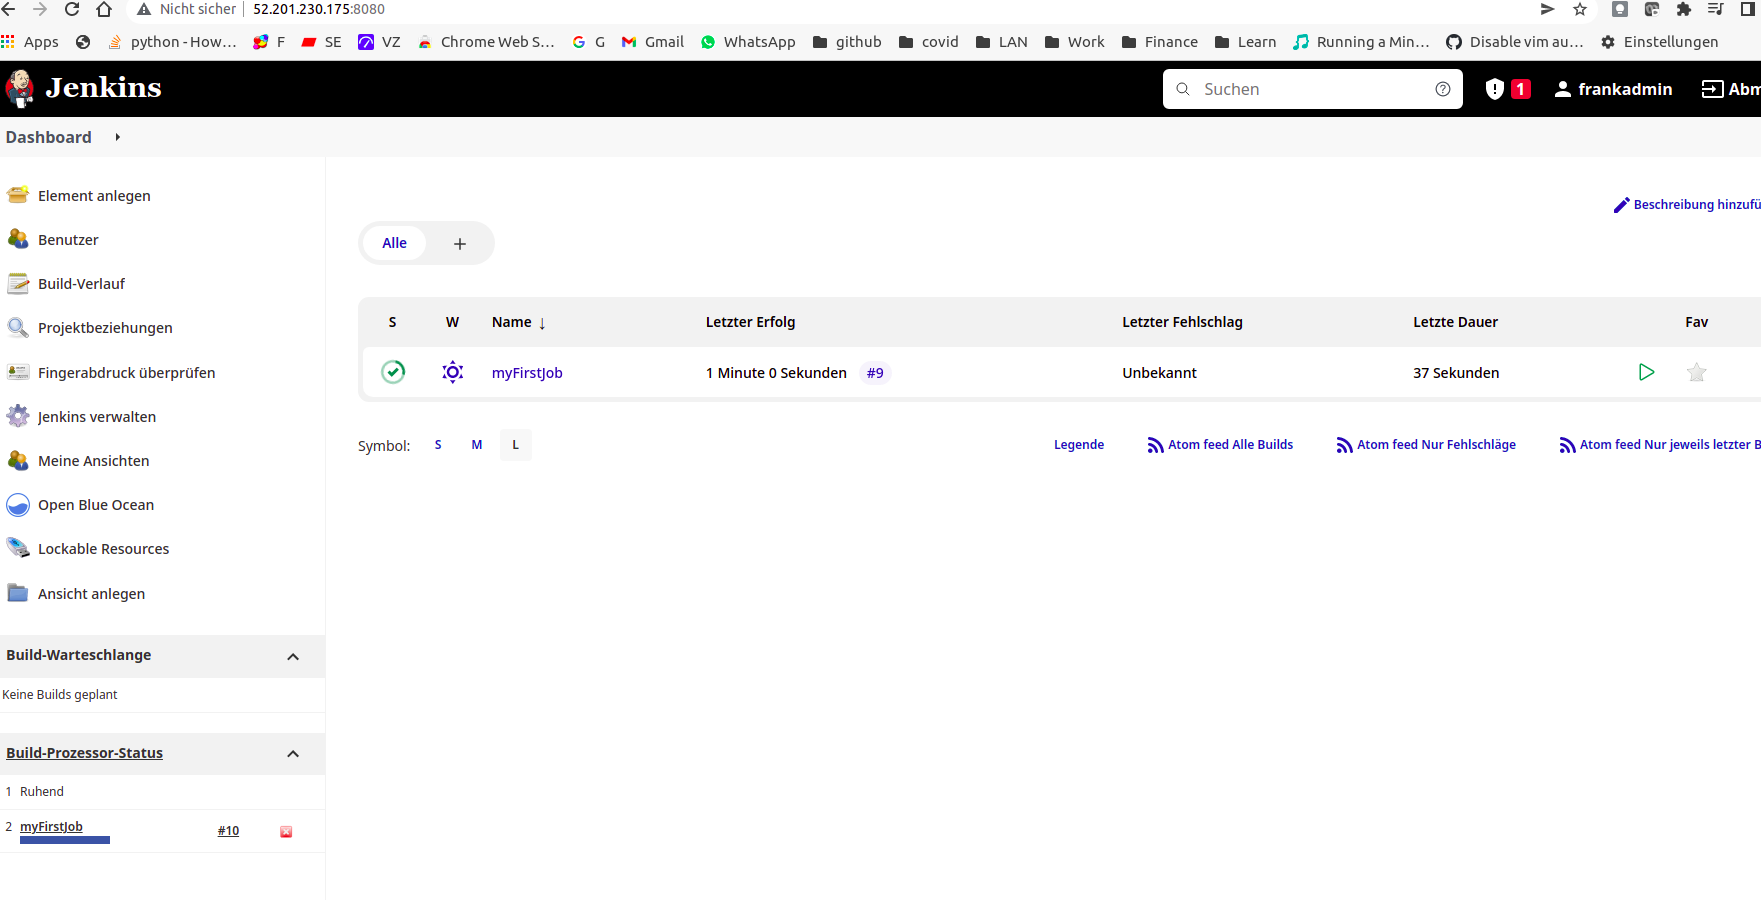 Nicht sicher 52.201.230.175:8080
Apps python - How… F SE VZ Chrome Web S… G Gmail WhatsApp github covid LAN Work Finance Learn Running a Min… Disable vim au… Einstellungen
Jenkins Suchen 1 frankadmin Abm
Dashboard
Element anlegen
Benutzer
Build-Verlauf
Projektbeziehungen
Fingerabdruck überprüfen
Jenkins verwalten
Meine Ansichten
Open Blue Ocean
Lockable Resources
Ansicht anlegen
Build-Warteschlange
Keine Builds geplant
Build-Prozessor-Status
1 Ruhend
2 myFirstJob #10
Beschreibung hinzufü
Alle +
S W Name ↓ Letzter Erfolg Letzter Fehlschlag Letzte Dauer Fav
myFirstJob 1 Minute 0 Sekunden #9 Unbekannt 37 Sekunden
Symbol: S M L Legende Atom feed Alle Builds Atom feed Nur Fehlschläge Atom feed Nur jeweils letzter B